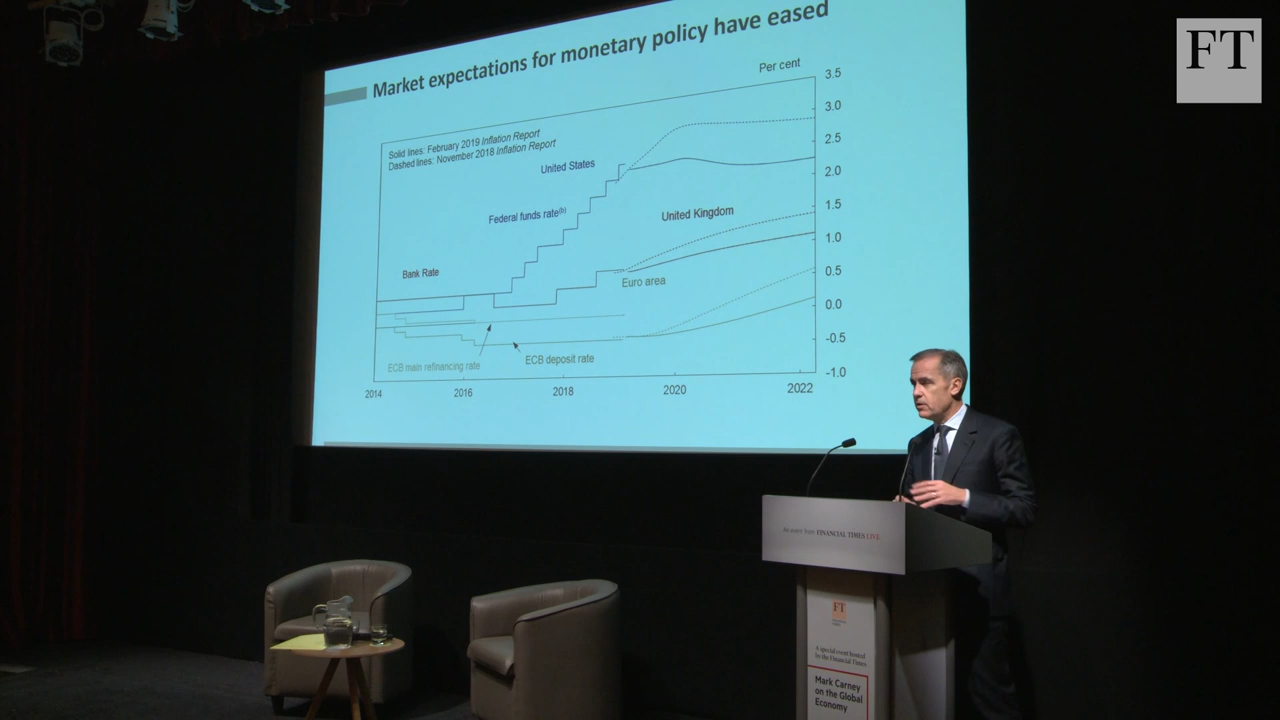 FT
Market expectations for monetary policy have eased
Per cent
Solid lines: February 2019 Inflation Report
Dashed lines: November 2018 Inflation Report
United States
Federal funds rate(b)
United Kingdom
Bank Rate
Euro area
ECB main refinancing rate
ECB deposit rate
3.5
3.0
2.5
2.0
1.5
1.0
0.5
0.0
-0.5
-1.0
2014
2016
2018
2020
2022
An event from FINANCIAL TIMES LIVE
FT
A special event hosted
by the Financial Times
Mark Carney
on the Global
Economy